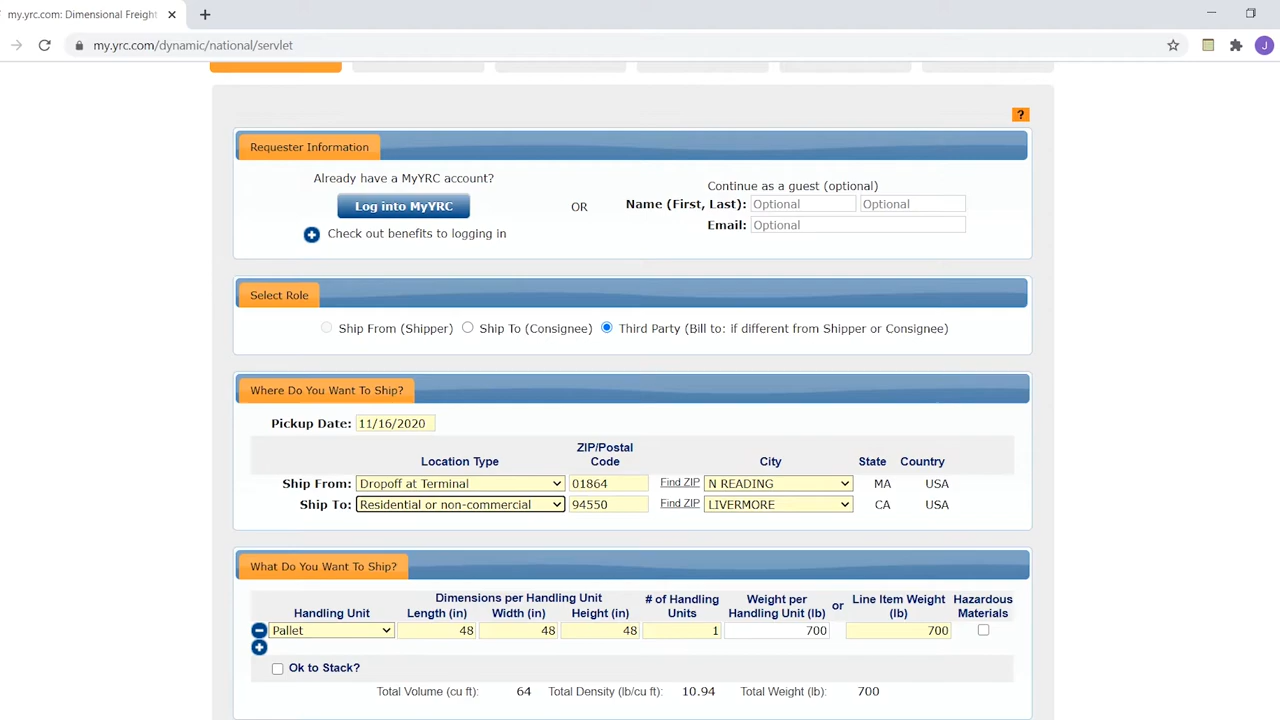 my.yrc.com: Dimensional Freight
my.yrc.com/dynamic/national/servlet
J
?
Requester Information
Already have a MyYRC account?
Log into MyYRC
Check out benefits to logging in
OR
Continue as a guest (optional)
Name (First, Last): Optional Optional
Email: Optional
Select Role
Ship From (Shipper) Ship To (Consignee) Third Party (Bill to: if different from Shipper or Consignee)
Where Do You Want To Ship?
Pickup Date: 11/16/2020
Location Type ZIP/Postal Code City State Country
Ship From: Dropoff at Terminal 01864 Find ZIP N READING MA USA
Ship To: Residential or non-commercial 94550 Find ZIP LIVERMORE CA USA
What Do You Want To Ship?
Dimensions per Handling Unit # of Handling Weight per or Line Item Weight Hazardous
Handling Unit Length (in) Width (in) Height (in) Units Handling Unit (lb) (lb) Materials
Pallet 48 48 48 1 700 700
Ok to Stack?
Total Volume (cu ft): 64 Total Density (lb/cu ft): 10.94 Total Weight (lb): 700